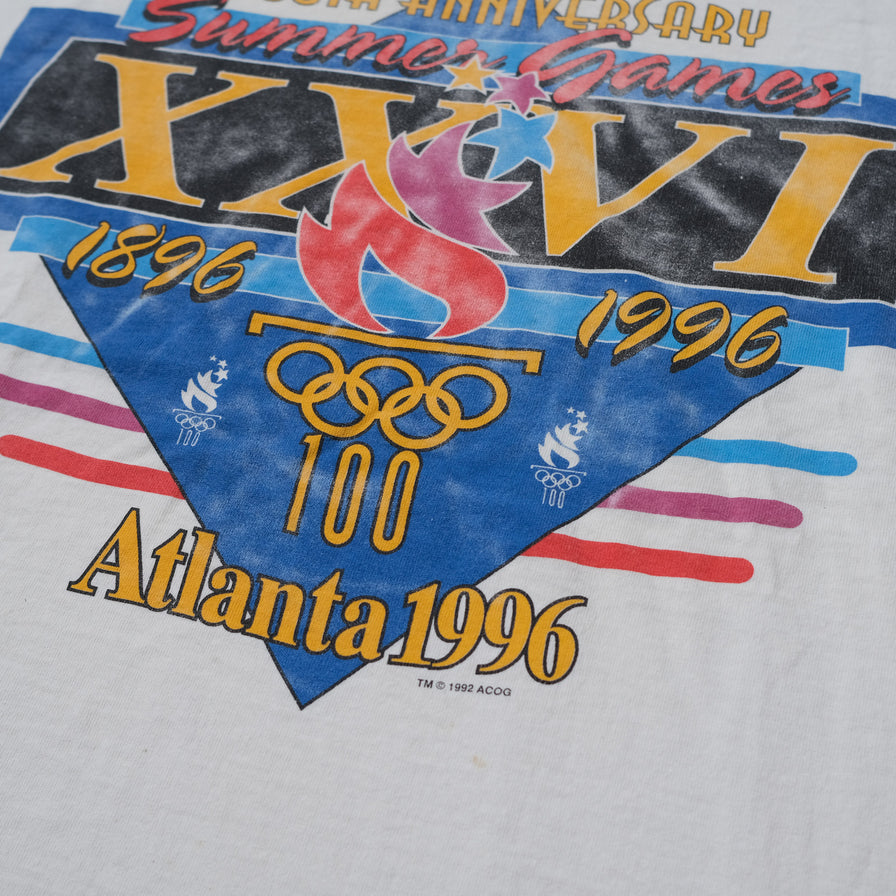 ANNIVERSARY
Summer Games
XXVI
1896
1996
100
Atlanta 1996
TM © 1992 ACOG